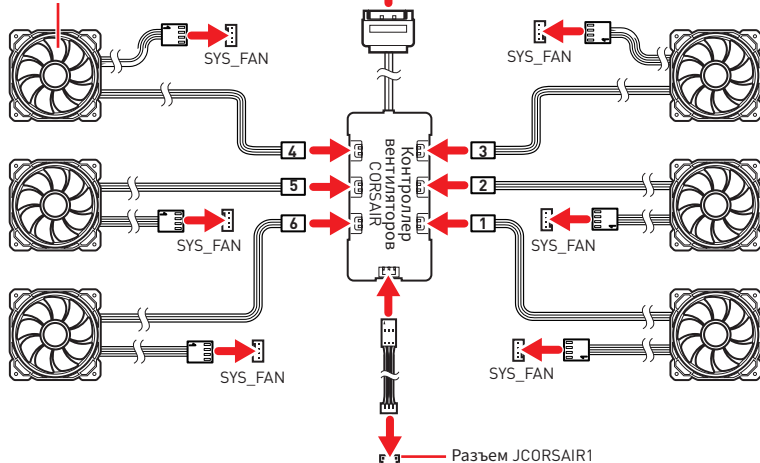 SYS_FAN
SYS_FAN
4
3
5
2
6
1
Контроллер
вентиляторов
CORSAIR
SYS_FAN
SYS_FAN
SYS_FAN
SYS_FAN
Разъем JCORSAIR1